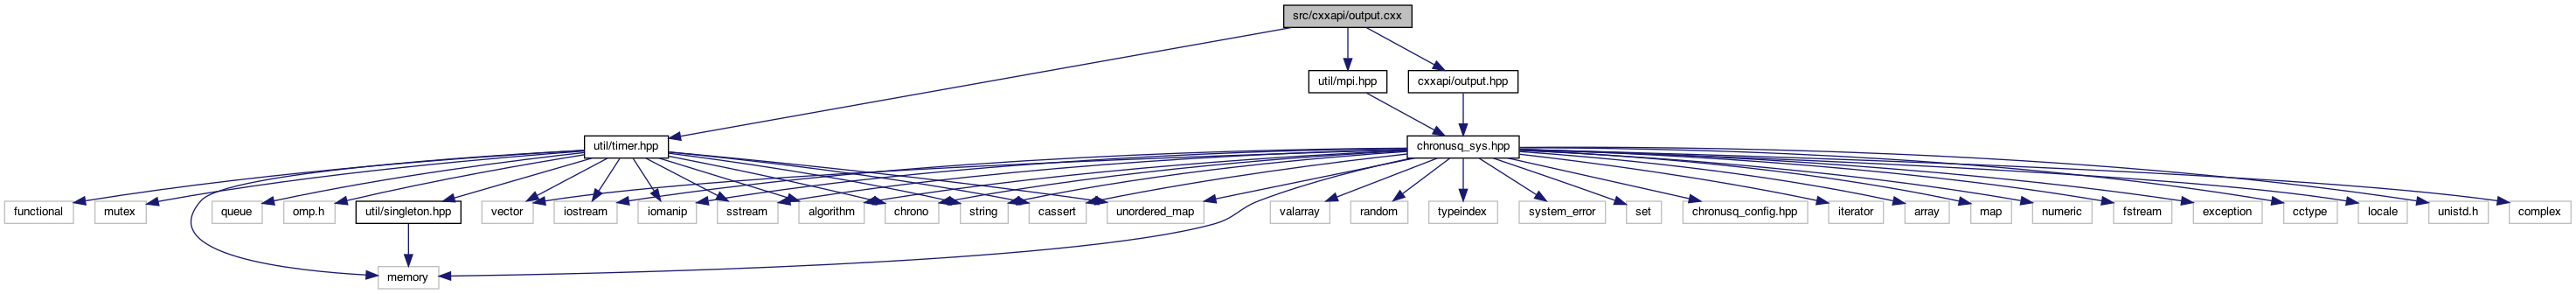 src/cxxapi/output.cxx
util/mpi.hpp
cxxapi/output.hpp
util/timer.hpp
chronusq_sys.hpp
functional
mutex
queue
omp.h
util/singleton.hpp
vector
iostream
iomanip
sstream
algorithm
chrono
string
cassert
unordered_map
valarray
random
typeindex
system_error
set
chronusq_config.hpp
iterator
array
map
numeric
fstream
exception
cctype
locale
unistd.h
complex
memory